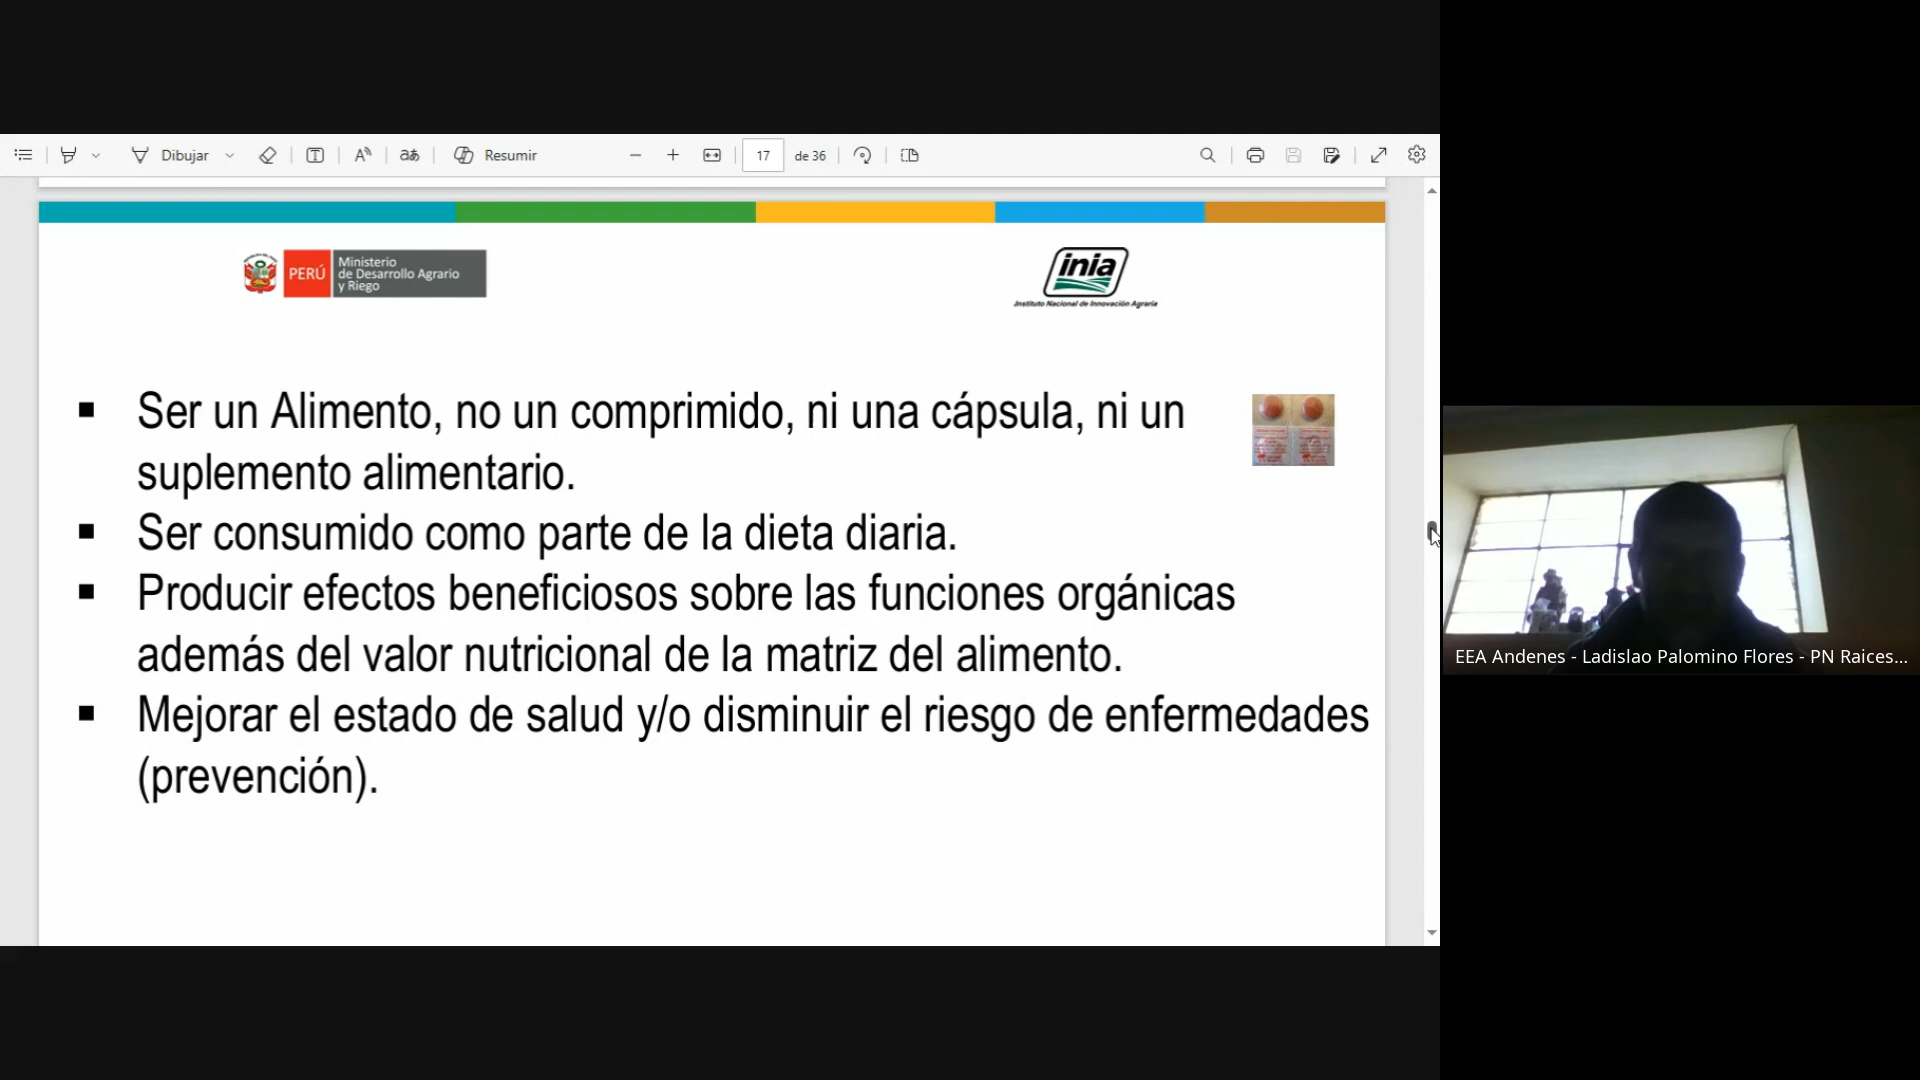 Dibujar
Resumir
17
de 36
PERÚ
Ministerio
de Desarrollo Agrario
y Riego
inia
Instituto Nacional de Innovación Agraria
Ser un Alimento, no un comprimido, ni una cápsula, ni un
suplemento alimentario.
Ser consumido como parte de la dieta diaria.
Producir efectos beneficiosos sobre las funciones orgánicas
además del valor nutricional de la matriz del alimento.
Mejorar el estado de salud y/o disminuir el riesgo de enfermedades
(prevención).
EEA Andenes - Ladislao Palomino Flores - PN Raices...